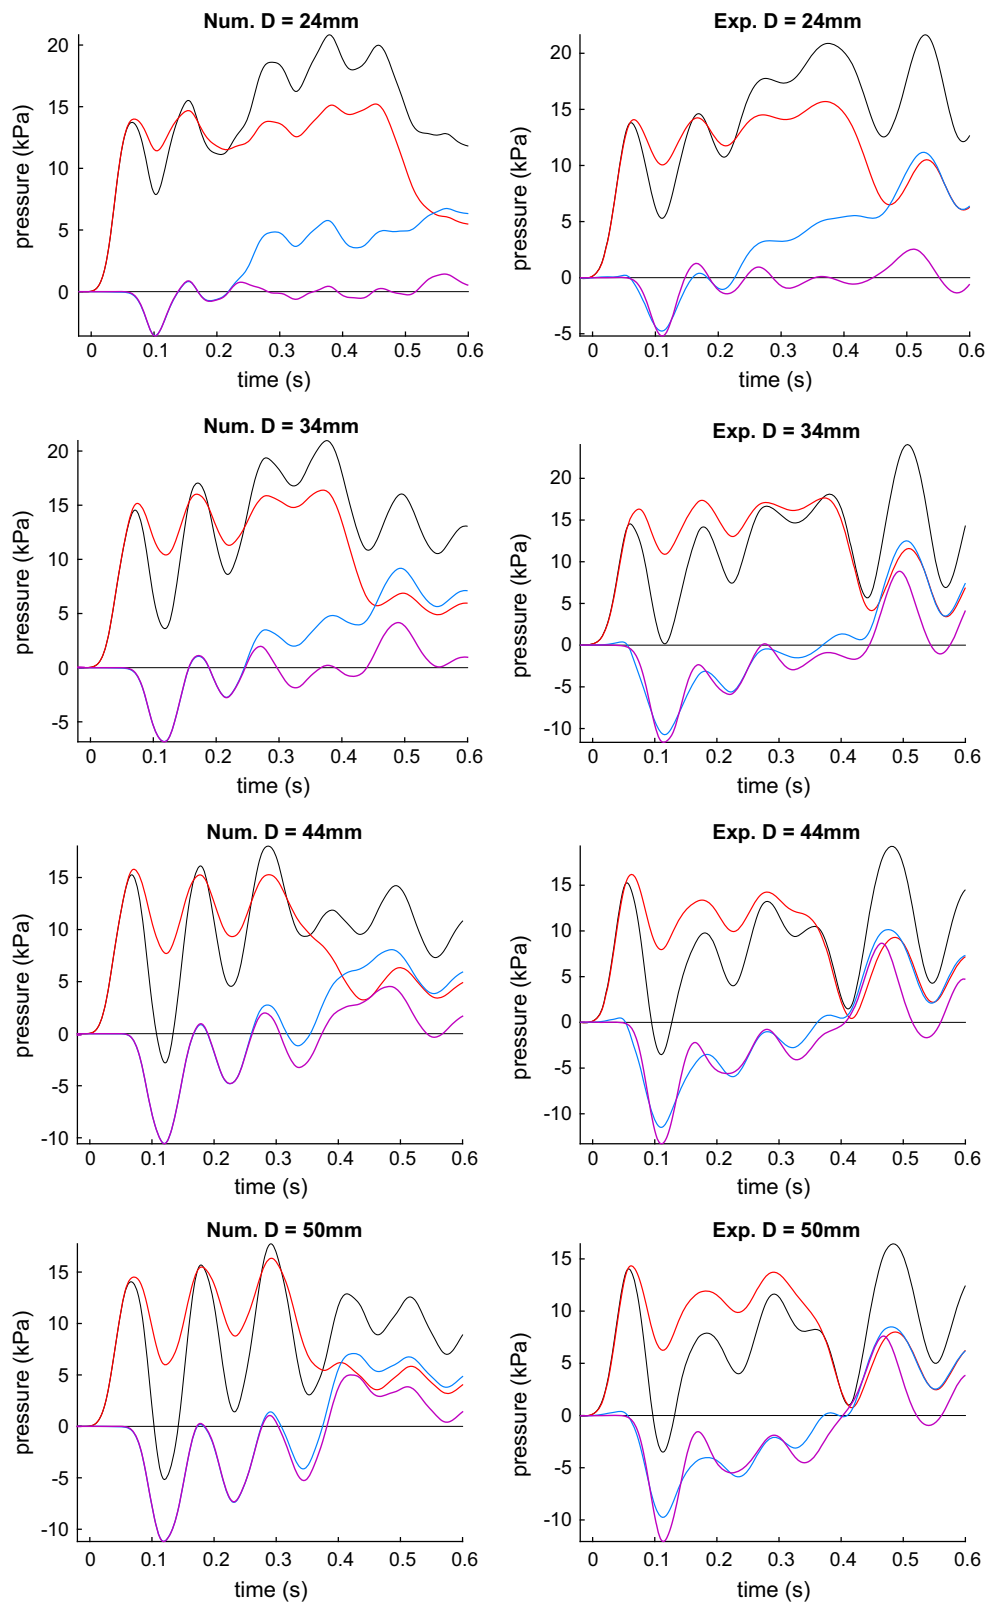 Num. D = 24mm
20
15
10
5
0
pressure (kPa)
0 0.1 0.2 0.3 0.4 0.5 0.6
time (s)
Exp. D = 24mm
20
15
10
5
0
-5
pressure (kPa)
0 0.1 0.2 0.3 0.4 0.5 0.6
time (s)
Num. D = 34mm
20
15
10
5
0
-5
pressure (kPa)
0 0.1 0.2 0.3 0.4 0.5 0.6
time (s)
Exp. D = 34mm
20
15
10
5
0
-5
-10
pressure (kPa)
0 0.1 0.2 0.3 0.4 0.5 0.6
time (s)
Num. D = 44mm
15
10
5
0
-5
-10
pressure (kPa)
0 0.1 0.2 0.3 0.4 0.5 0.6
time (s)
Exp. D = 44mm
15
10
5
0
-5
-10
pressure (kPa)
0 0.1 0.2 0.3 0.4 0.5 0.6
time (s)
Num. D = 50mm
15
10
5
0
-5
-10
pressure (kPa)
0 0.1 0.2 0.3 0.4 0.5 0.6
time (s)
Exp. D = 50mm
15
10
5
0
-5
-10
pressure (kPa)
0 0.1 0.2 0.3 0.4 0.5 0.6
time (s)